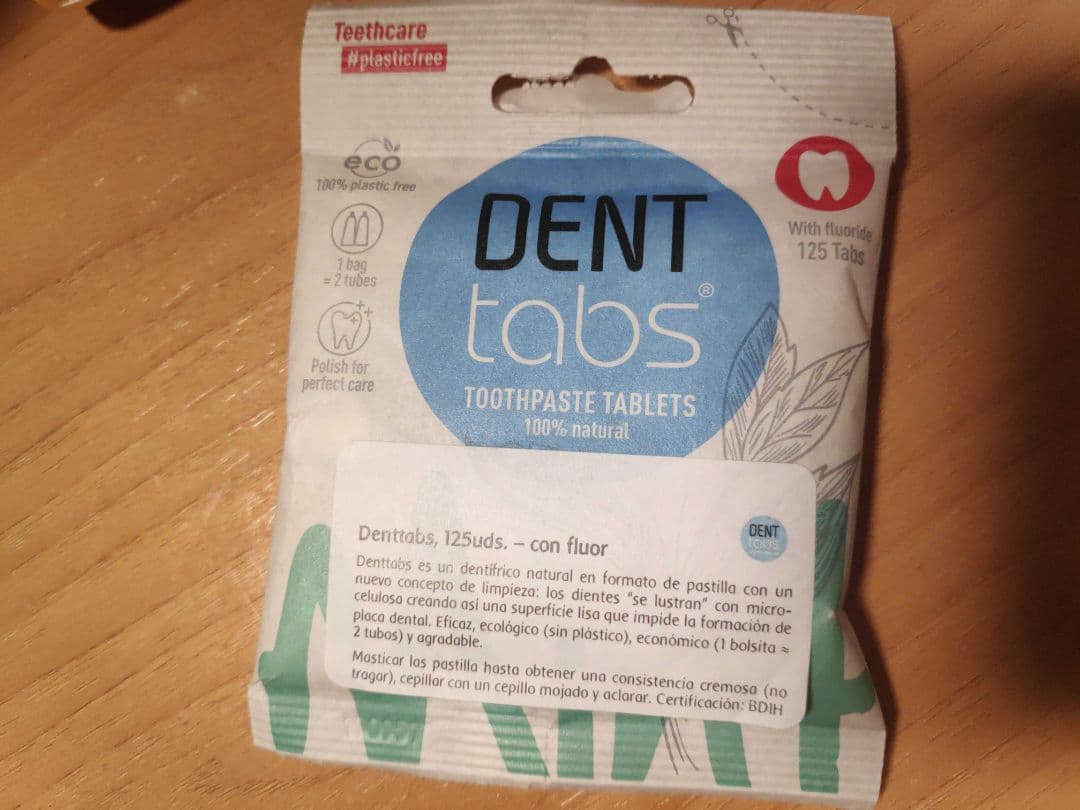 Teethcare
#plasticfree
eco
100% plastic free
1 bag
= 2 tubes
Polish for
perfect care
With fluoride
125 Tabs
DENT
tabs®
TOOTHPASTE TABLETS
100% natural
Denttabs, 125uds. – con fluor
DENT
tabs
Denttabs es un dentifrico natural en formato de pastilla con un
nuevo concepto de limpieza: los dientes "se lustran" con micro-
celulosa creando así una superficie lisa que impide la formación de
placa dental. Eficaz, ecológico (sin plástico), económico (1 bolsita ≈
2 tubos) y agradable.
Masticar las pastilla hasta obtener una consistencia cremosa (no
tragar), cepillar con un cepillo mojado y aclarar. Certificación: BDIH